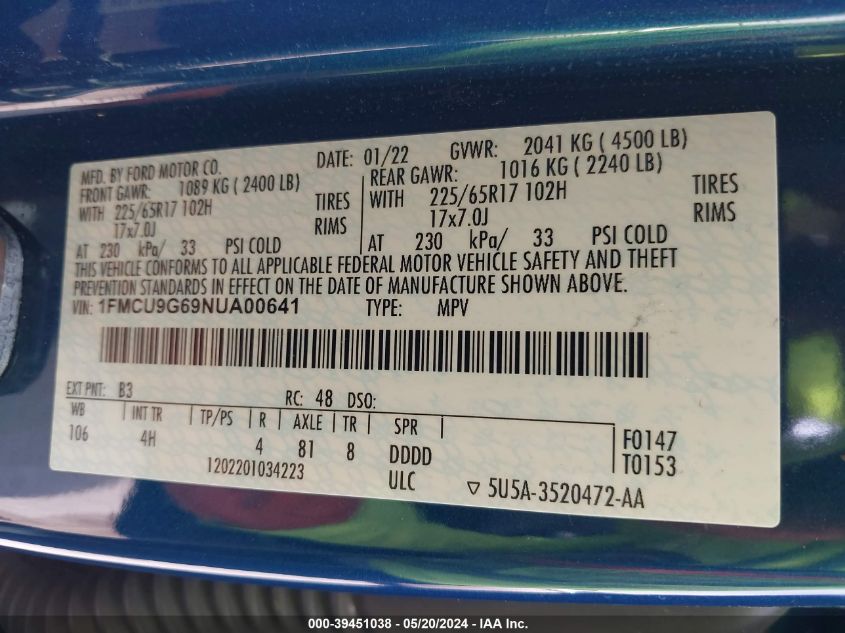 MFD. BY FORD MOTOR CO. DATE: 01/22 GVWR: 2041 KG ( 4500 LB)
FRONT GAWR: 1089 KG ( 2400 LB) REAR GAWR: 1016 KG ( 2240 LB)
WITH 225/65R17 102H TIRES WITH 225/65R17 102H TIRES
17x7.0J RIMS 17x7.0J RIMS
AT 230 kPa/ 33 PSI COLD AT 230 kPa/ 33 PSI COLD
THIS VEHICLE CONFORMS TO ALL APPLICABLE FEDERAL MOTOR VEHICLE SAFETY AND THEFT
PREVENTION STANDARDS IN EFFECT ON THE DATE OF MANUFACTURE SHOWN ABOVE.
VIN: 1FMCU9G69NUA00641 TYPE: MPV
EXT PNT: B3 RC: 48 DSO:
WB INT TR TP/PS R AXLE TR SPR
106 4H 4 81 8 DDDD F0147
1202201034223 ULC T0153
▽ 5U5A-3520472-AA
000-39451038 - 05/20/2024 - IAA Inc.